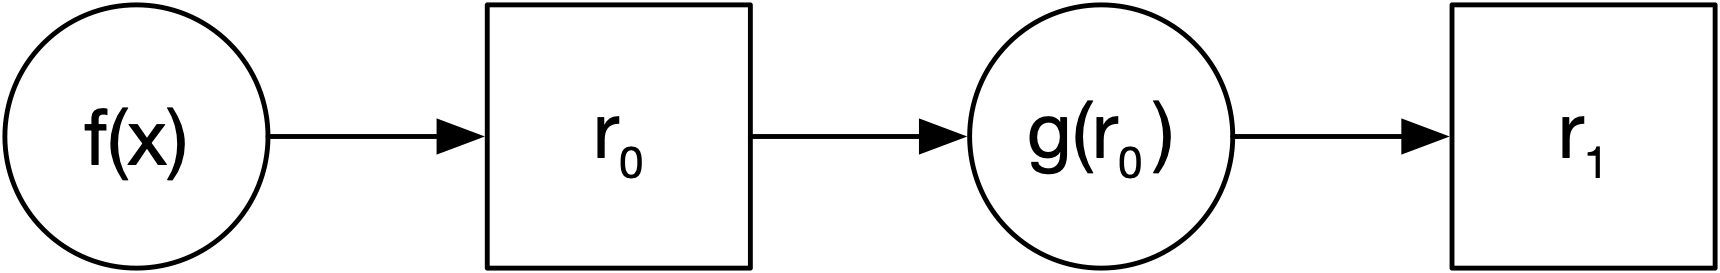 f(x)
r₀
g(r₀)
r₁